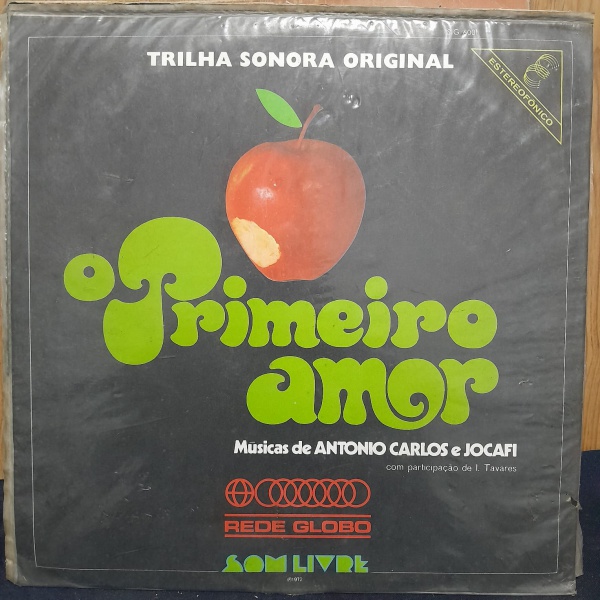 TRILHA SONORA ORIGINAL
ESTEREOFÔNICO
o Primeiro
amor
Músicas de ANTONIO CARLOS e JOCAFI
com participação de I. Tavares
REDE GLOBO
SOM LIVRE